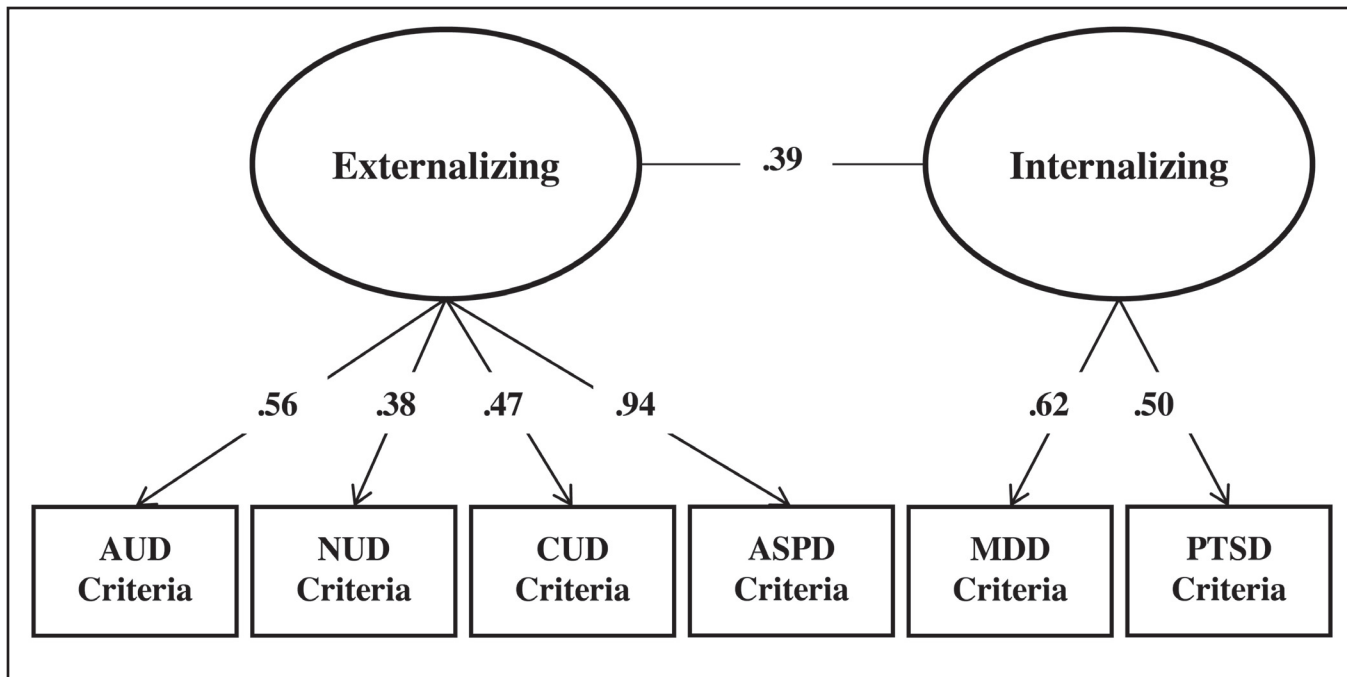 Externalizing
.39
Internalizing
.56
.38
.47
.94
.62
.50
AUD
Criteria
NUD
Criteria
CUD
Criteria
ASPD
Criteria
MDD
Criteria
PTSD
Criteria